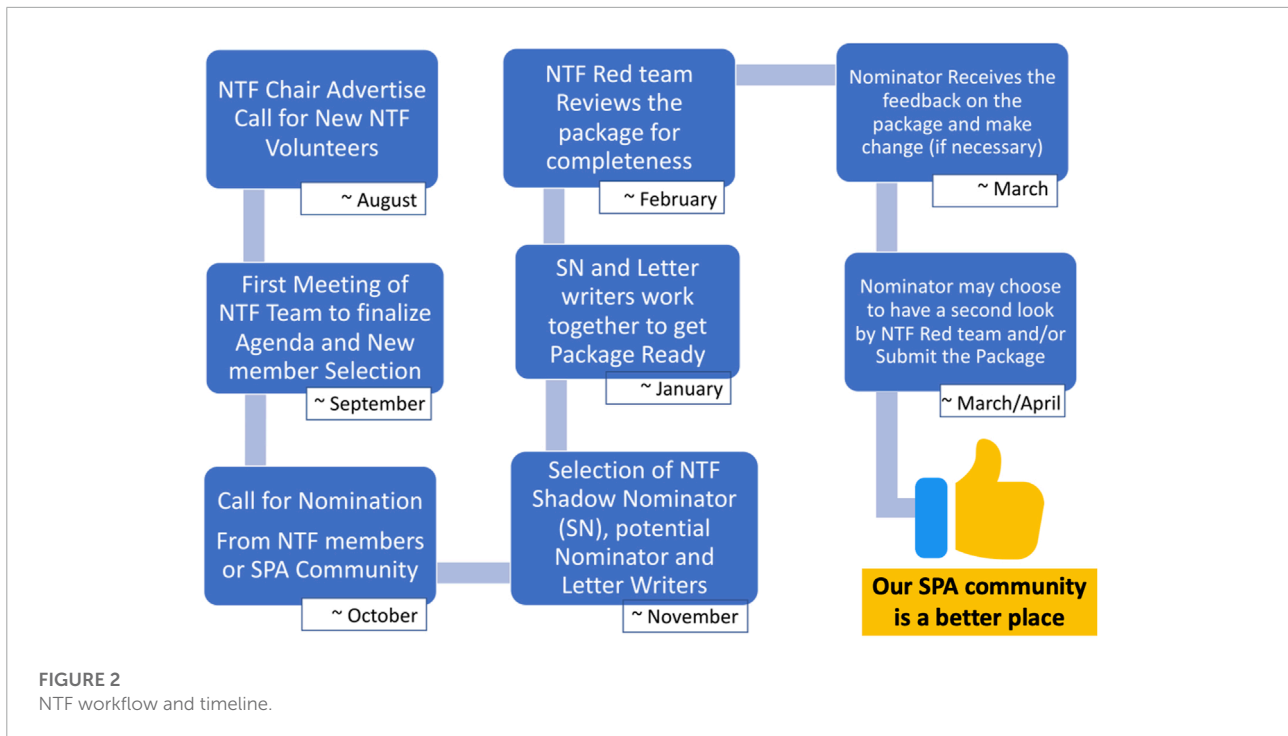 NTF Chair Advertise
Call for New NTF
Volunteers
~ August
First Meeting of
NTF Team to finalize
Agenda and New
member Selection
~ September
Call for Nomination
From NTF members
or SPA Community
~ October
Selection of NTF
Shadow Nominator
(SN), potential
Nominator and
Letter Writers
~ November
SN and Letter
writers work
together to get
Package Ready
~ January
NTF Red team
Reviews the
package for
completeness
~ February
Nominator Receives the
feedback on the
package and make
change (if necessary)
~ March
Nominator may choose
to have a second look
by NTF Red team and/or
Submit the Package
~ March/April
Our SPA community
is a better place
FIGURE 2
NTF workflow and timeline.